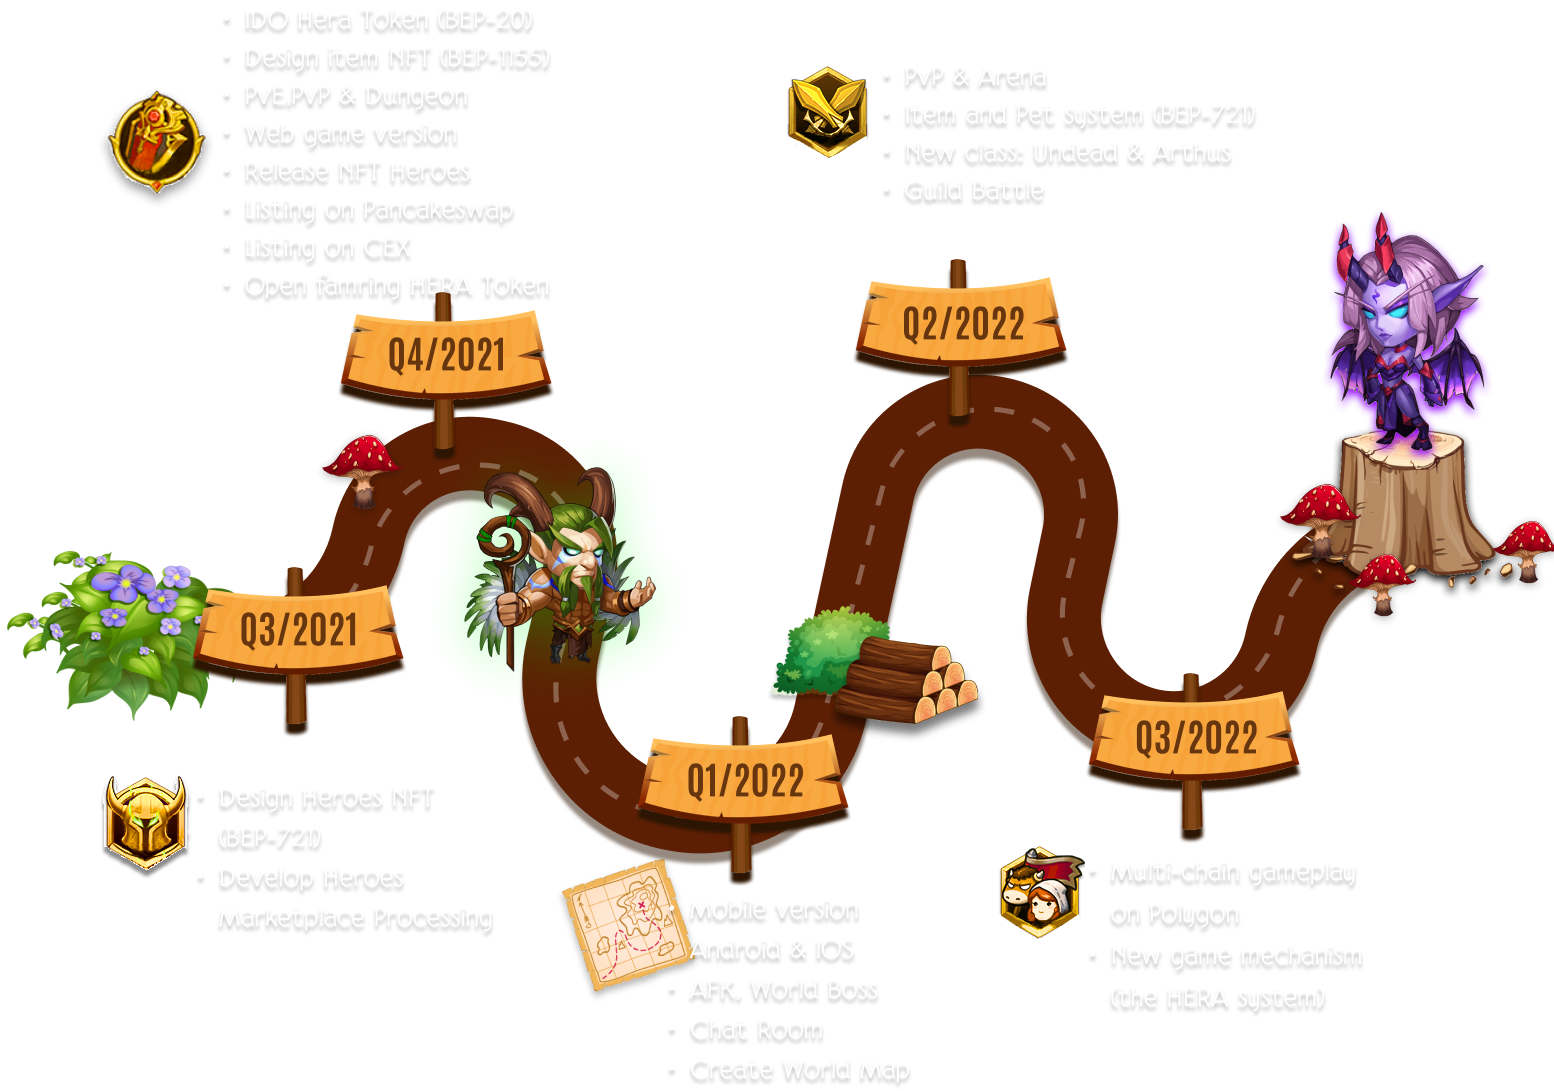 • IDO Hera Token (BEP-20)
• Design item NFT (BEP-1155)
• PvE,PvP & Dungeon
• Web game version
• Release NFT Heroes
• Listing on Pancakeswap
• Listing on CEX
• Open famring HERA Token
Q4/2021
• PvP & Arena
• Item and Pet system (BEP-721)
• New class: Undead & Arthus
• Guild Battle
Q2/2022
Q3/2021
• Design Heroes NFT
(BEP-721)
• Develop Heroes
Marketplace Processing
Q1/2022
• Mobile version
Android & IOS
• AFK, World Boss
• Chat Room
• Create World Map
Q3/2022
• Multi-chain gameplay
on Polygon
• New game mechanism
(the HERA system)